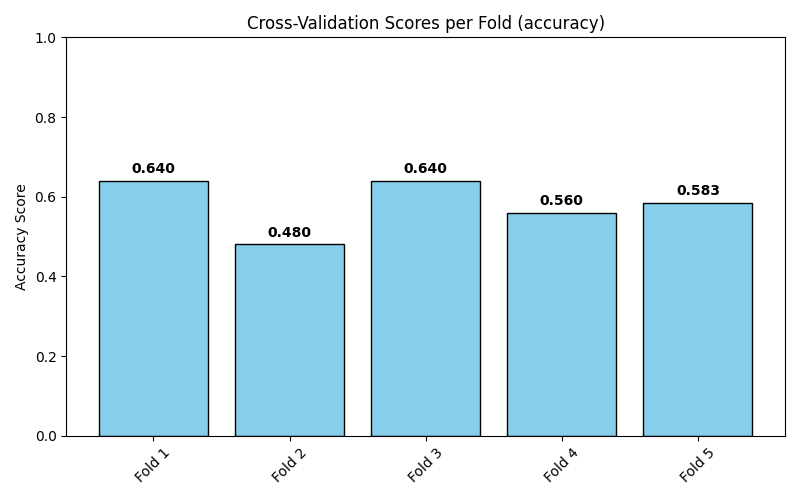 Cross-Validation Scores per Fold (accuracy)
Accuracy Score
1.0
0.8
0.6
0.4
0.2
0.0
0.640
0.480
0.640
0.560
0.583
Fold 1
Fold 2
Fold 3
Fold 4
Fold 5